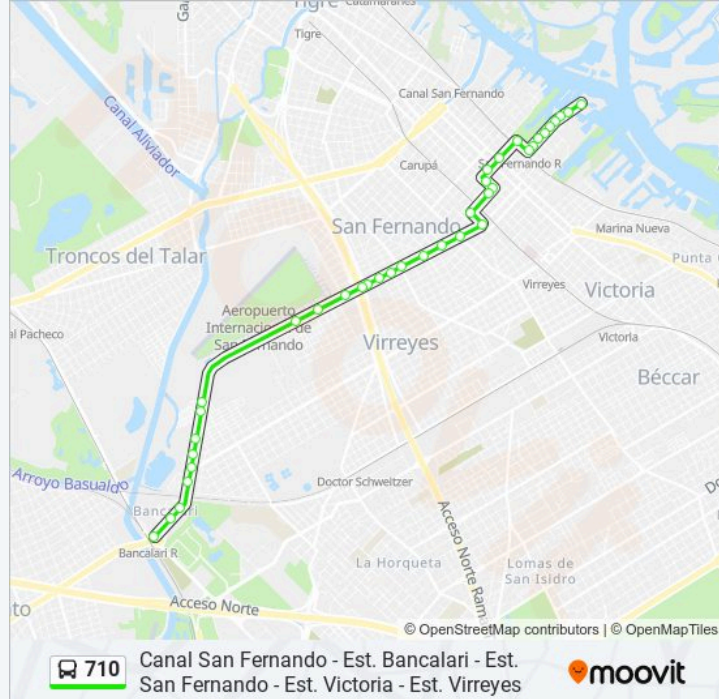 Tigre
Tigre
Canal San Fernando
Canal Aliviador
Carupá
San Fernando R
San Fernando
Marina Nueva
Troncos del Talar
Punta
Virreyes
Victoria
Aeropuerto
Internacional de
San Fernando
al Pacheco
Virreyes
Victoria
Béccar
Arroyo Basualdo
Doctor Schweitzer
Bancalari
Bancalari R
Acceso Norte Ram
La Horqueta
Lomas de
San Isidro
Acceso Norte
© OpenStreetMap contributors | © OpenMapTiles
710
Canal San Fernando - Est. Bancalari - Est.
San Fernando - Est. Victoria - Est. Virreyes
moovit